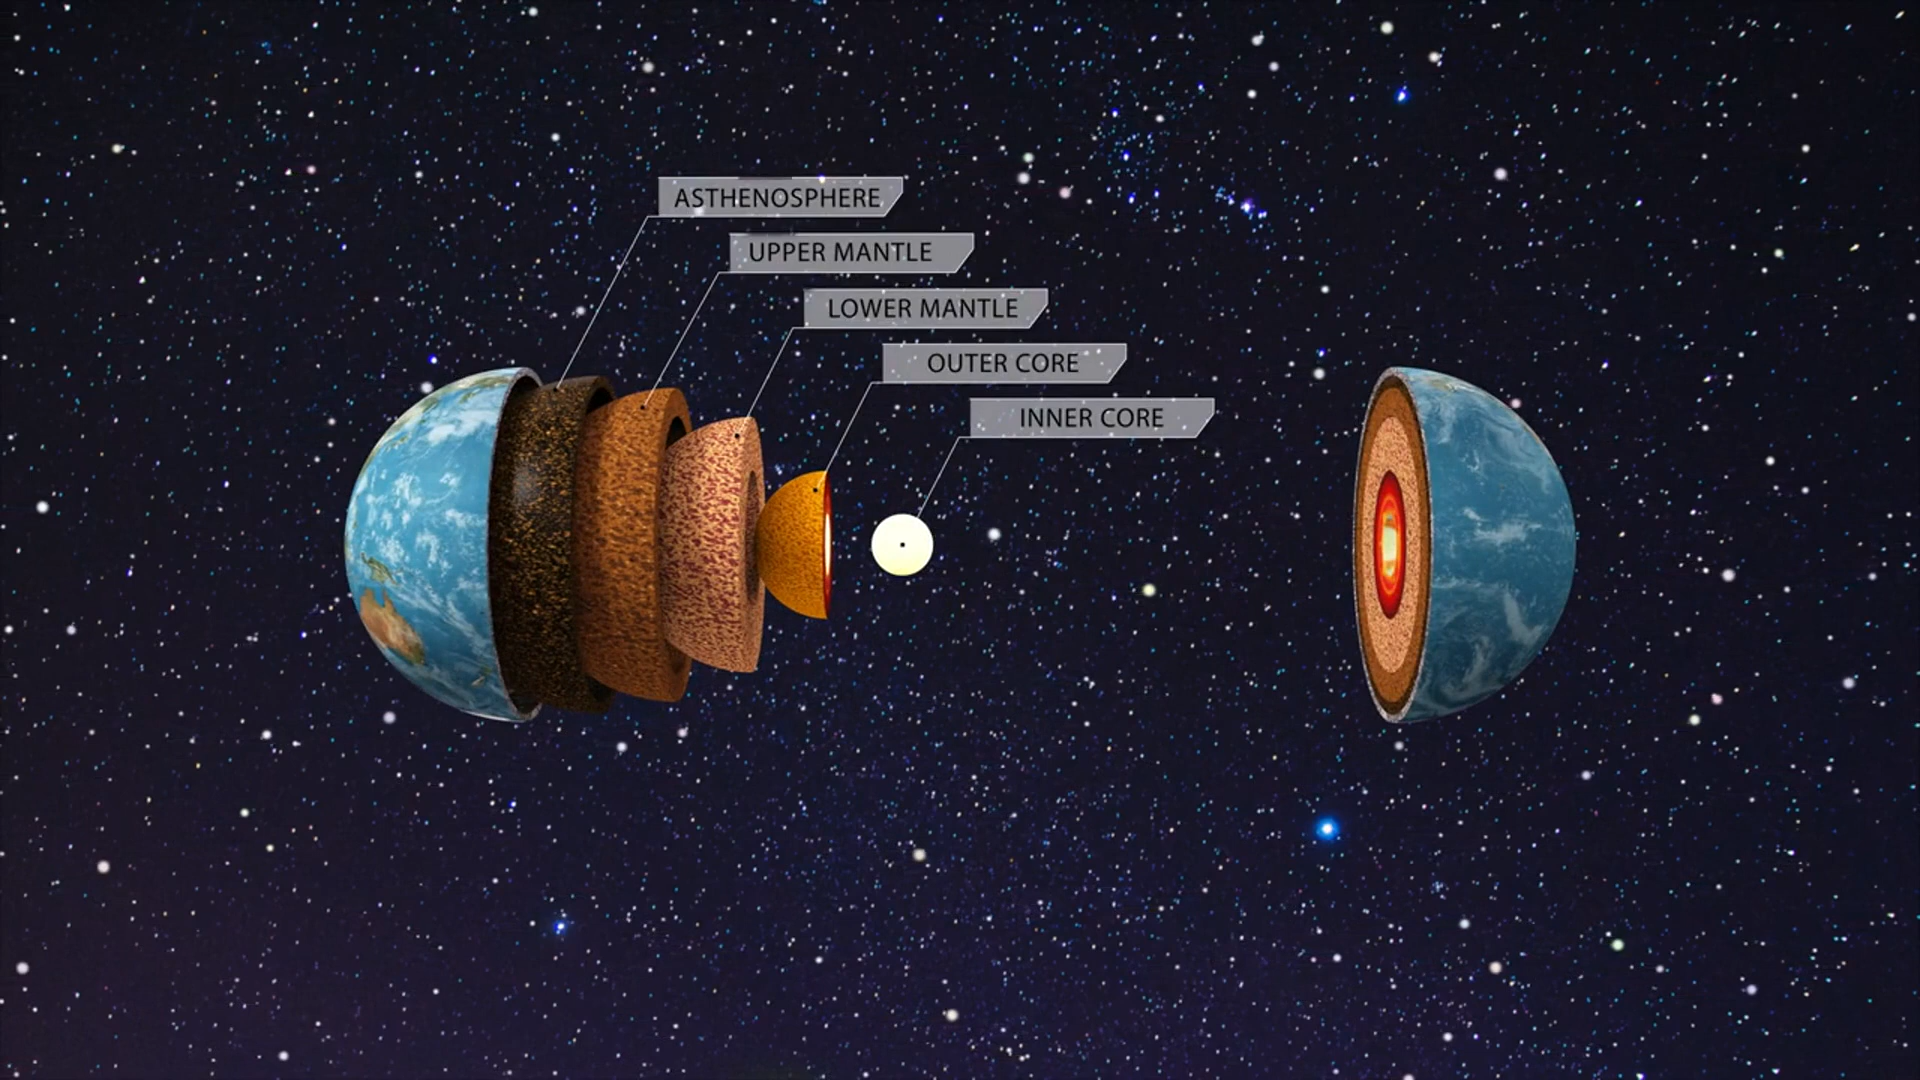 ASTHENOSPHERE
UPPER MANTLE
LOWER MANTLE
OUTER CORE
INNER CORE